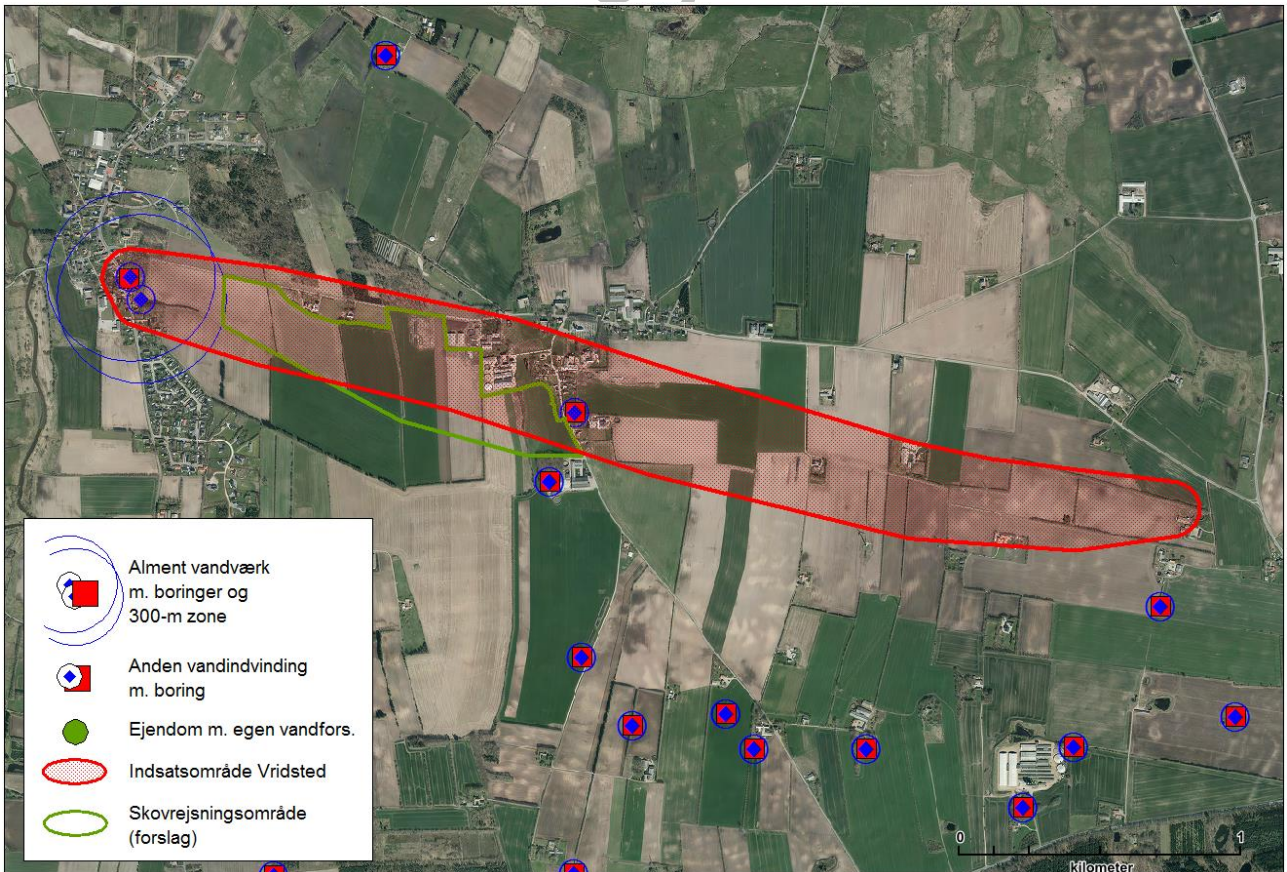 Alment vandværk
m. boringer og
300-m zone
Anden vandindvinding
m. boring
Ejendom m. egen vandfors.
Indsatsområde Vridsted
Skovrejsningsområde
(forslag)
0 1
kilometer